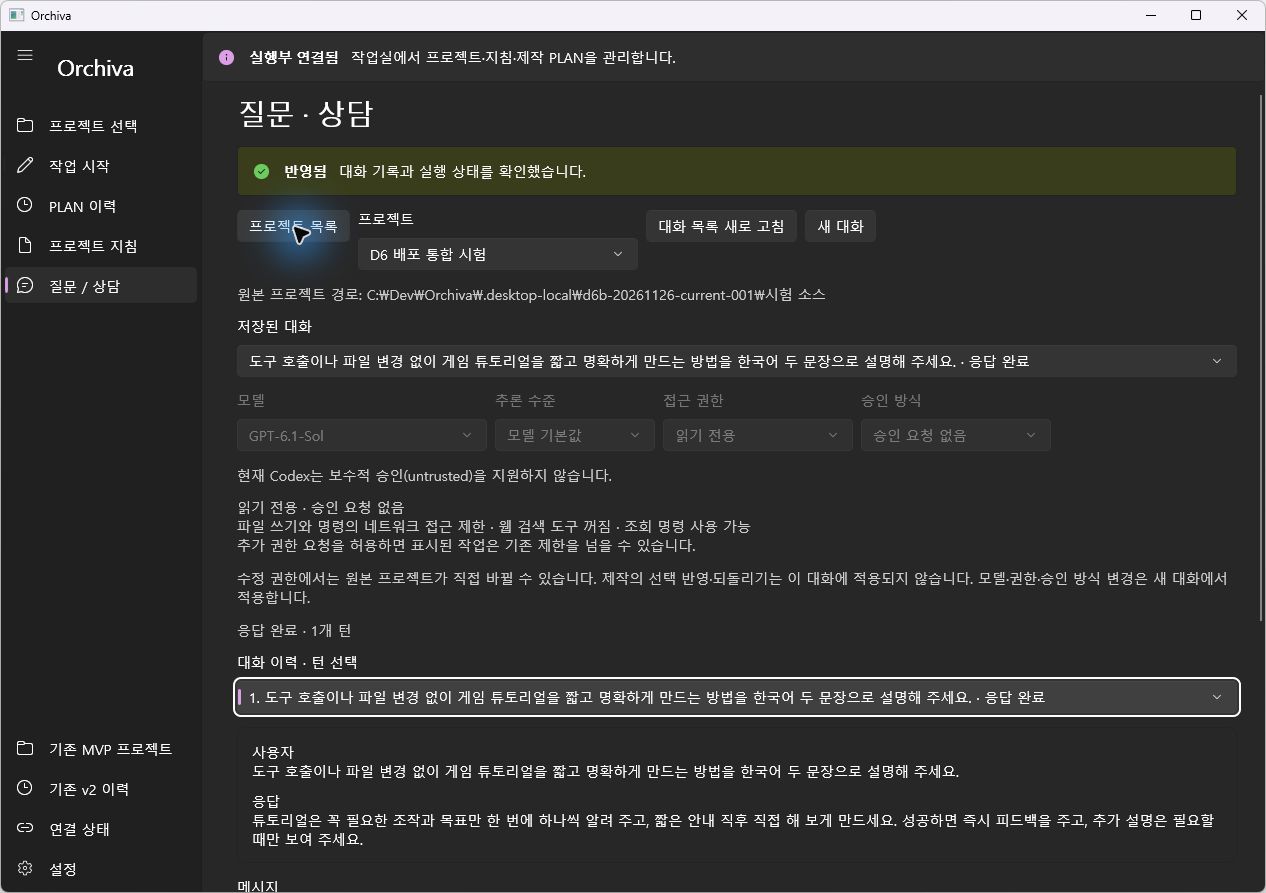 Orchiva
Orchiva
프로젝트 선택
작업 시작
PLAN 이력
프로젝트 지침
질문 / 상담
기존 MVP 프로젝트
기존 v2 이력
연결 상태
설정
실행부 연결됨 작업실에서 프로젝트·지침·제작 PLAN을 관리합니다.
질문 · 상담
반영됨 대화 기록과 실행 상태를 확인했습니다.
프로젝트 목록
프로젝트
D6 배포 통합 시험
대화 목록 새로 고침
새 대화
원본 프로젝트 경로: C:₩Dev₩Orchiva₩.desktop-local₩d6b-20261126-current-001₩시험 소스
저장된 대화
도구 호출이나 파일 변경 없이 게임 튜토리얼을 짧고 명확하게 만드는 방법을 한국어 두 문장으로 설명해 주세요. · 응답 완료
모델 추론 수준 접근 권한 승인 방식
GPT-6.1-Sol 모델 기본값 읽기 전용 승인 요청 없음
현재 Codex는 보수적 승인(untrusted)을 지원하지 않습니다.
읽기 전용 · 승인 요청 없음
파일 쓰기와 명령의 네트워크 접근 제한 · 웹 검색 도구 꺼짐 · 조회 명령 사용 가능
추가 권한 요청을 허용하면 표시된 작업은 기존 제한을 넘을 수 있습니다.
수정 권한에서는 원본 프로젝트가 직접 바뀔 수 있습니다. 제작의 선택 반영·되돌리기는 이 대화에 적용되지 않습니다. 모델·권한·승인 방식 변경은 새 대화에서
적용합니다.
응답 완료 · 1개 턴
대화 이력 · 턴 선택
1. 도구 호출이나 파일 변경 없이 게임 튜토리얼을 짧고 명확하게 만드는 방법을 한국어 두 문장으로 설명해 주세요. · 응답 완료
사용자
도구 호출이나 파일 변경 없이 게임 튜토리얼을 짧고 명확하게 만드는 방법을 한국어 두 문장으로 설명해 주세요.
응답
튜토리얼은 꼭 필요한 조작과 목표만 한 번에 하나씩 알려 주고, 짧은 안내 직후 직접 해 보게 만드세요. 성공하면 즉시 피드백을 주고, 추가 설명은 필요할
때만 보여 주세요.
메시지